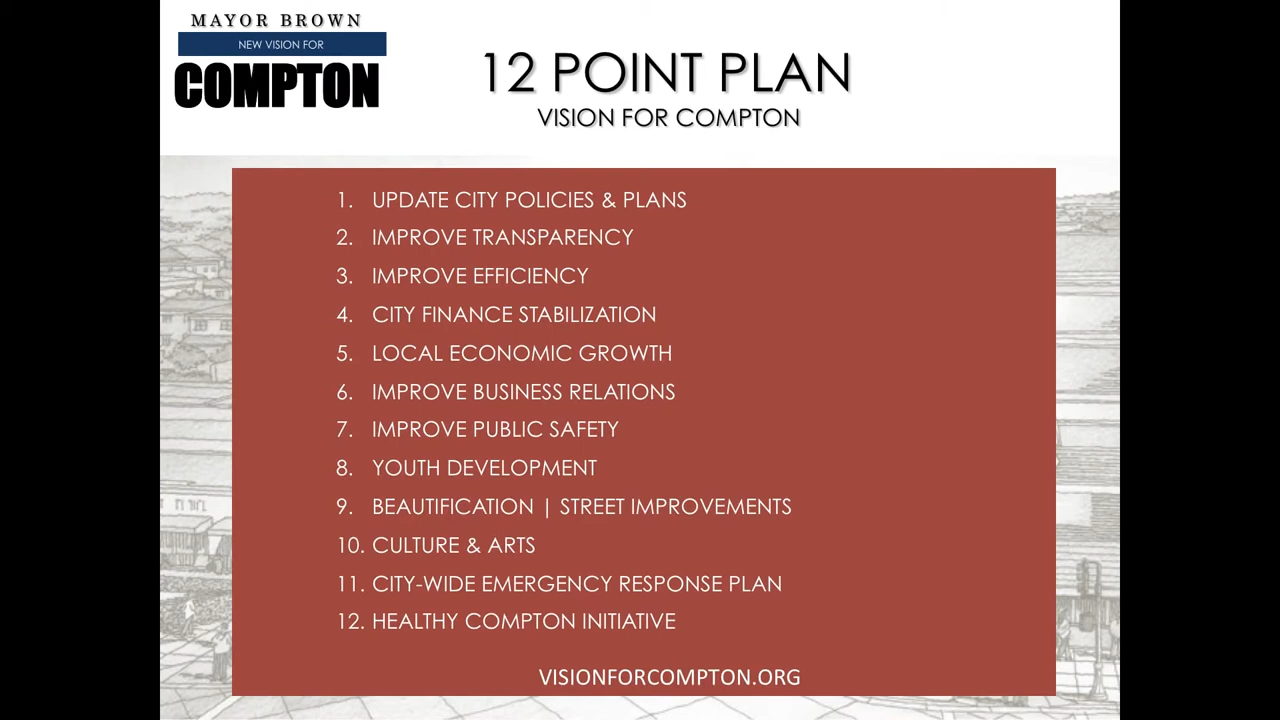 MAYOR BROWN
NEW VISION FOR
COMPTON
12 POINT PLAN
VISION FOR COMPTON
1. UPDATE CITY POLICIES & PLANS
2. IMPROVE TRANSPARENCY
3. IMPROVE EFFICIENCY
4. CITY FINANCE STABILIZATION
5. LOCAL ECONOMIC GROWTH
6. IMPROVE BUSINESS RELATIONS
7. IMPROVE PUBLIC SAFETY
8. YOUTH DEVELOPMENT
9. BEAUTIFICATION | STREET IMPROVEMENTS
10. CULTURE & ARTS
11. CITY-WIDE EMERGENCY RESPONSE PLAN
12. HEALTHY COMPTON INITIATIVE
VISIONFORCOMPTON.ORG